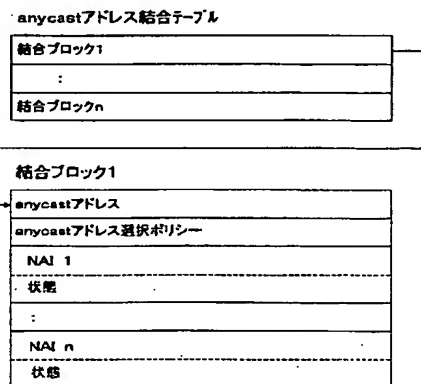 anycastアドレス結合テーブル
結合ブロック1
:
結合ブロックn
結合ブロック1
anycastアドレス
anycastアドレス選択ポリシー
NAI 1
状態
:
NAI n
状態